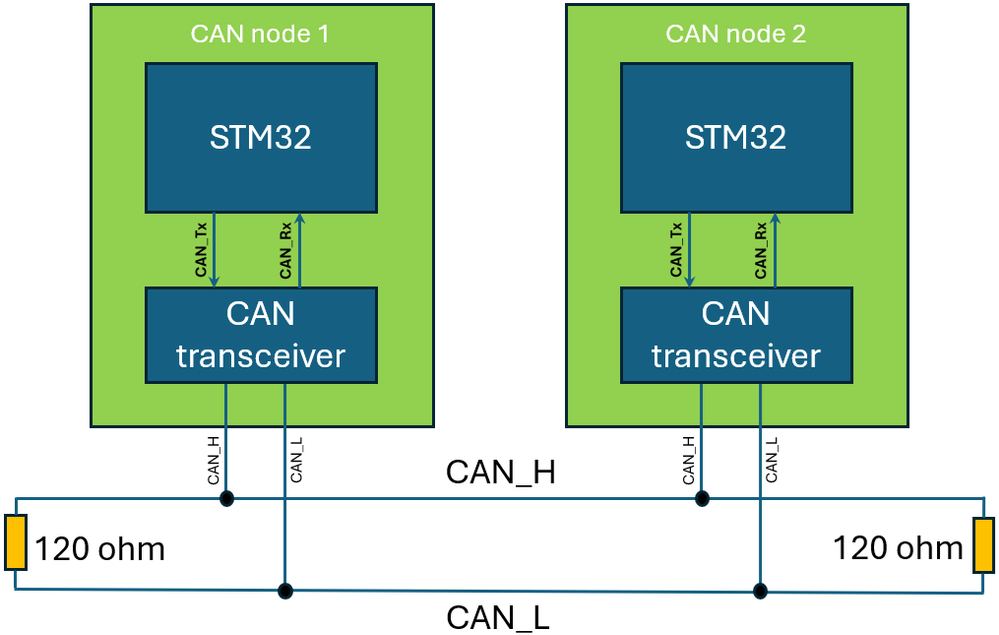 CAN node 1
CAN node 2
STM32
STM32
CAN_Tx
CAN_Rx
CAN_Tx
CAN_Rx
CAN
transceiver
CAN
transceiver
CAN_H
CAN_L
CAN_H
CAN_L
CAN_H
120 ohm
120 ohm
CAN_L